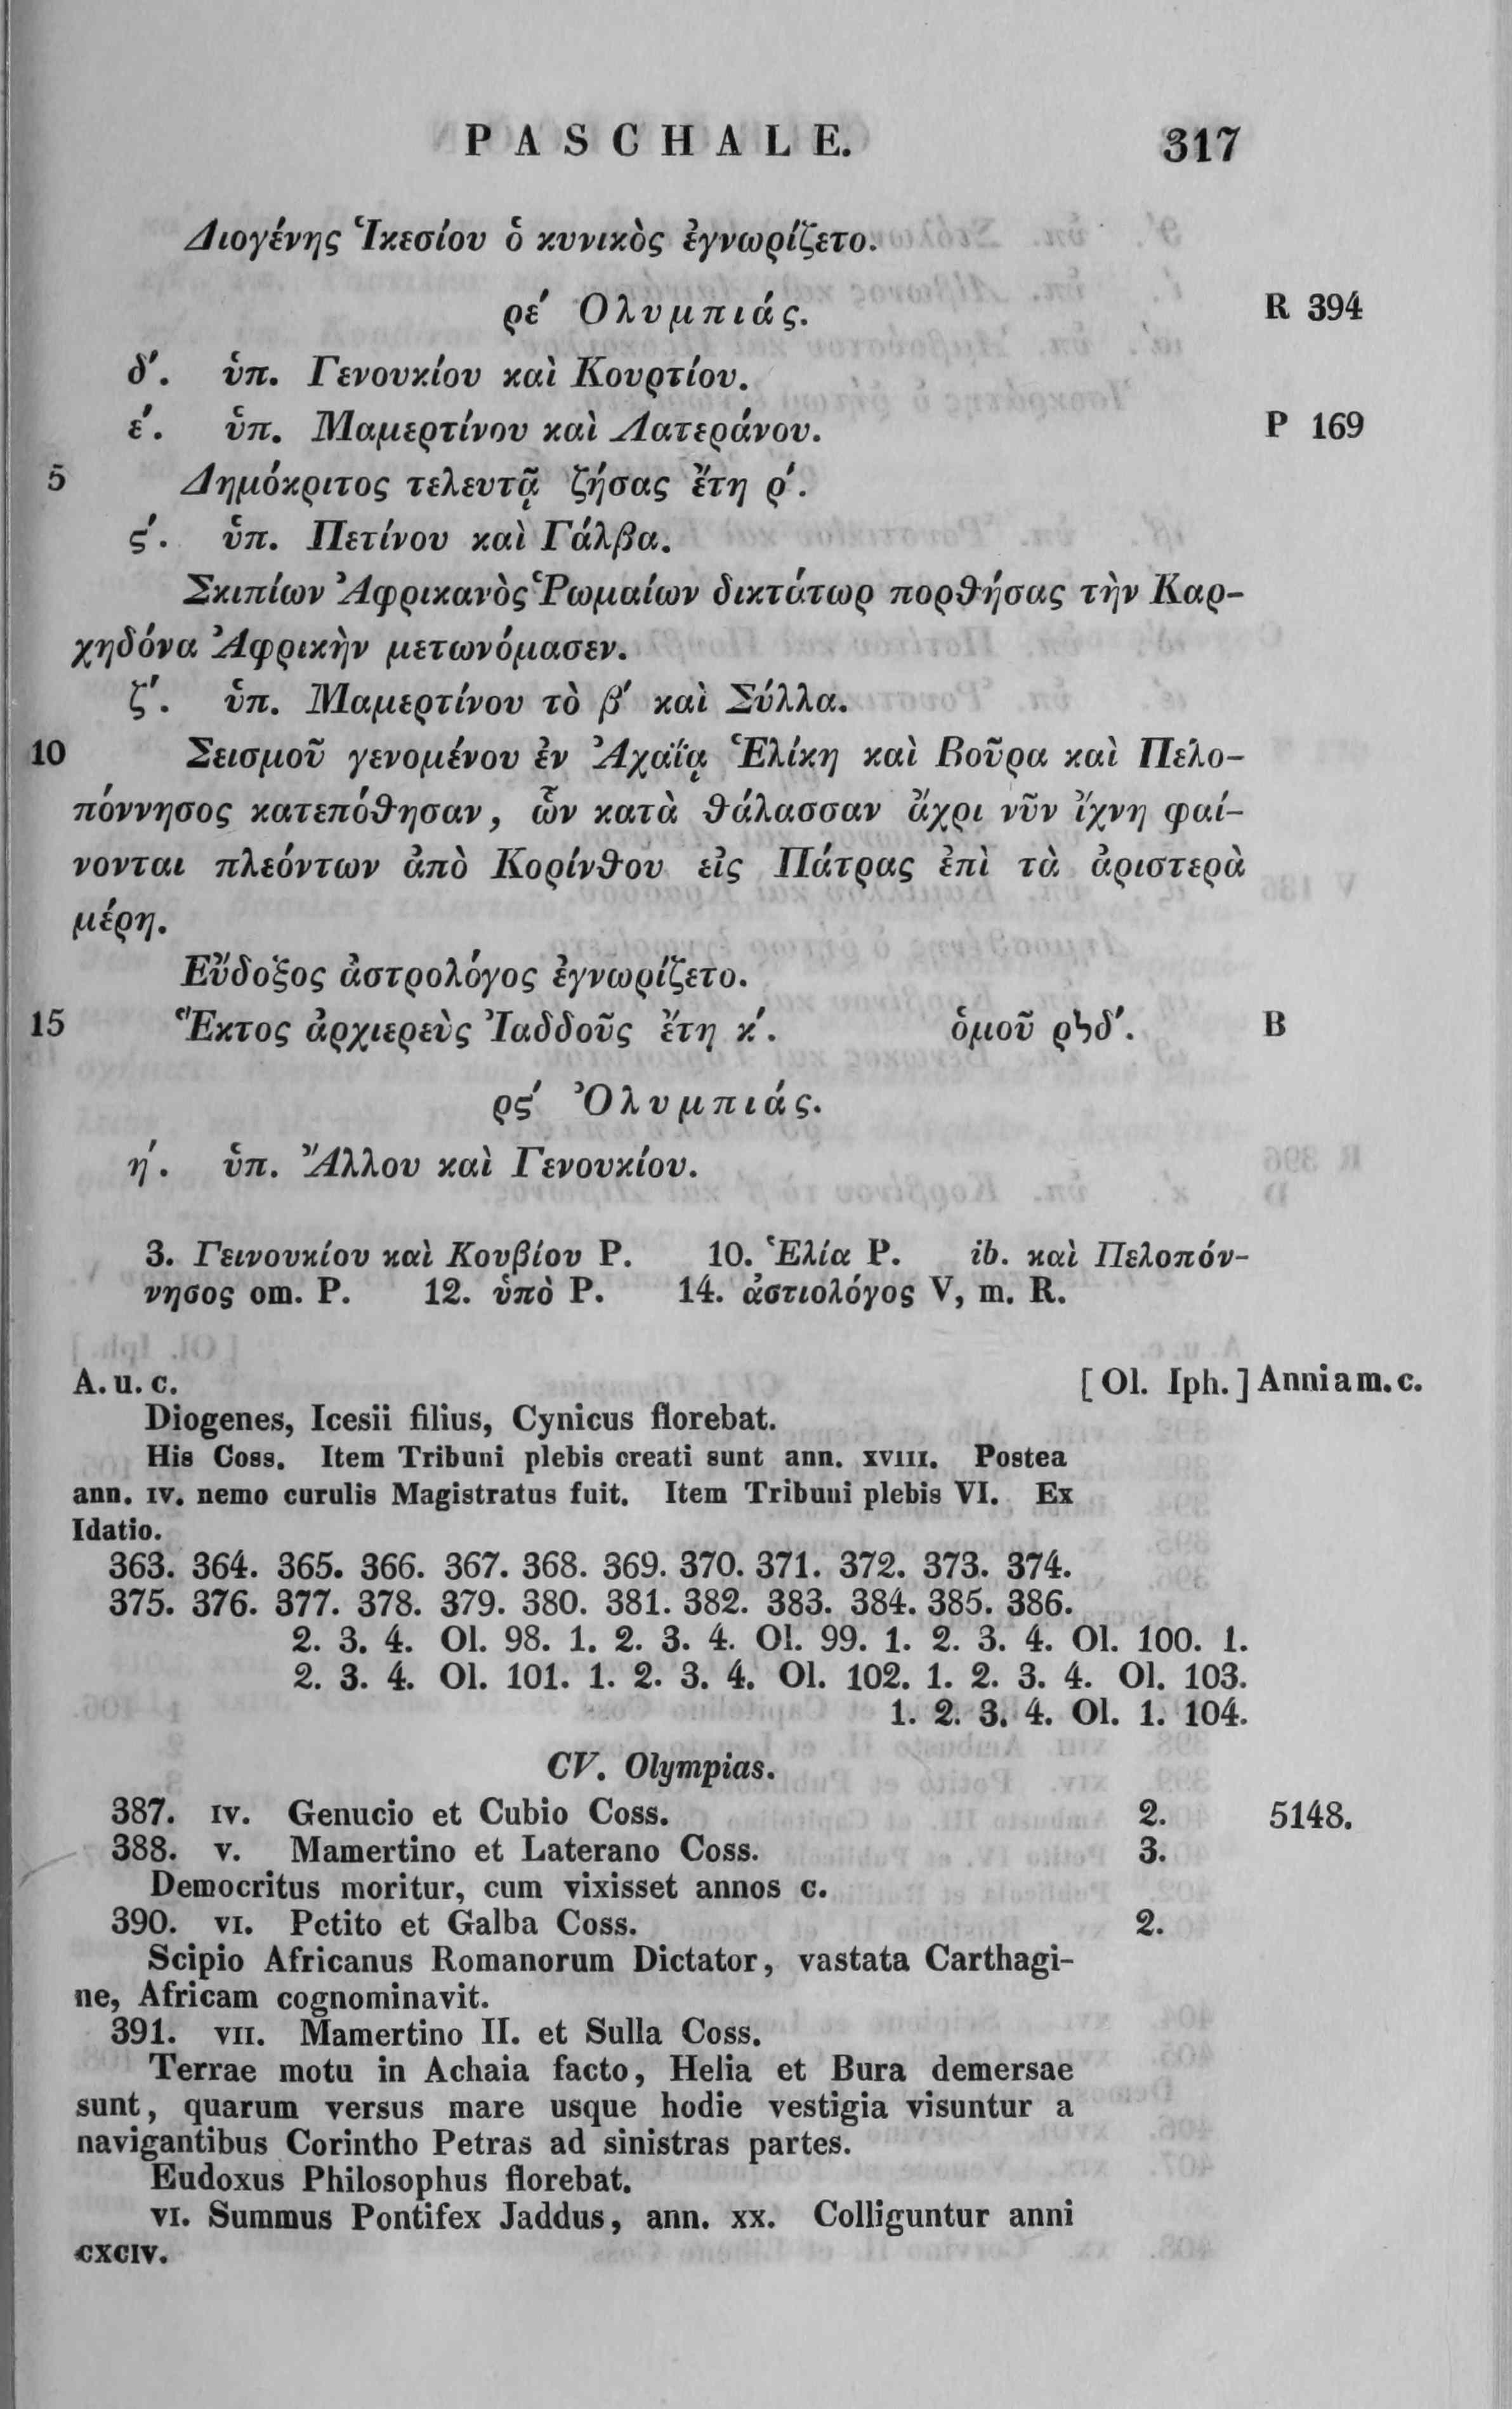 PASCHALE. 317
Διογένης Ἱκεσίου ὁ κυνικὸς ἐγνωρίζετο.
ρε′ Ολυμπιάς. R 394
δ′. ὑπ. Γενουκίου καὶ Κουρτίου.
ε′. ὑπ. Μαμερτίνου καὶ Λατεράνου. P 169
5 Δημόκριτος τελευτᾷ ζήσας ἔτη ρ′.
ϛ′. ὑπ. Πετίνου καὶ Γάλβα.
Σκιπίων Ἀφρικανὸς Ῥωμαίων δικτάτωρ πορθήσας τὴν Καρ-
χηδόνα Ἀφρικὴν μετωνόμασεν.
ζ′. ὑπ. Μαμερτίνου τὸ β′ καὶ Σύλλα.
10 Σεισμοῦ γενομένου ἐν Ἀχαΐᾳ Ἑλίκη καὶ Βοῦρα καὶ Πελο-
πόννησος κατεπόθησαν, ὧν κατὰ θάλασσαν ἄχρι νῦν ἴχνη φαί-
νονται πλεόντων ἀπὸ Κορίνθου εἰς Πάτρας ἐπὶ τὰ ἀριστερὰ
μέρη.
Εὔδοξος ἀστρολόγος ἐγνωρίζετο.
15 Ἕκτος ἀρχιερεὺς Ἰαδδοῦς ἔτη κ′. ὁμοῦ ρϟδ′. B
ρϛ′ Ὀλυμπιάς.
η′. ὑπ. Ἄλλου καὶ Γενουκίου.
3. Γεινουκίου καὶ Κουβίου P. 10. Ἑλία P. ib. καὶ Πελοπόν-
νησος om. P. 12. ὑπὸ P. 14. ἀστιολόγος V, m. R.
A. u. c. [Ol. Iph.] Anni a m. c.
Diogenes, Icesii filius, Cynicus florebat.
His Coss. Item Tribuni plebis creati sunt ann. XVIII. Postea
ann. IV. nemo curulis Magistratus fuit. Item Tribuni plebis VI. Ex
Idatio.
363. 364. 365. 366. 367. 368. 369. 370. 371. 372. 373. 374.
375. 376. 377. 378. 379. 380. 381. 382. 383. 384. 385. 386.
2. 3. 4. Ol. 98. 1. 2. 3. 4. Ol. 99. 1. 2. 3. 4. Ol. 100. 1.
2. 3. 4. Ol. 101. 1. 2. 3. 4. Ol. 102. 1. 2. 3. 4. Ol. 103.
1. 2. 3. 4. Ol. 1. 104.
CV. Olympias.
387. IV. Genucio et Cubio Coss. 2. 5148.
388. V. Mamertino et Laterano Coss. 3.
Democritus moritur, cum vixisset annos C.
390. VI. Petito et Galba Coss. 2.
Scipio Africanus Romanorum Dictator, vastata Carthagi-
ne, Africam cognominavit.
391. VII. Mamertino II. et Sulla Coss.
Terrae motu in Achaia facto, Helia et Bura demersae
sunt, quarum versus mare usque hodie vestigia visuntur a
navigantibus Corintho Petras ad sinistras partes.
Eudoxus Philosophus florebat.
VI. Summus Pontifex Jaddus, ann. XX. Colliguntur anni
CXCIV.